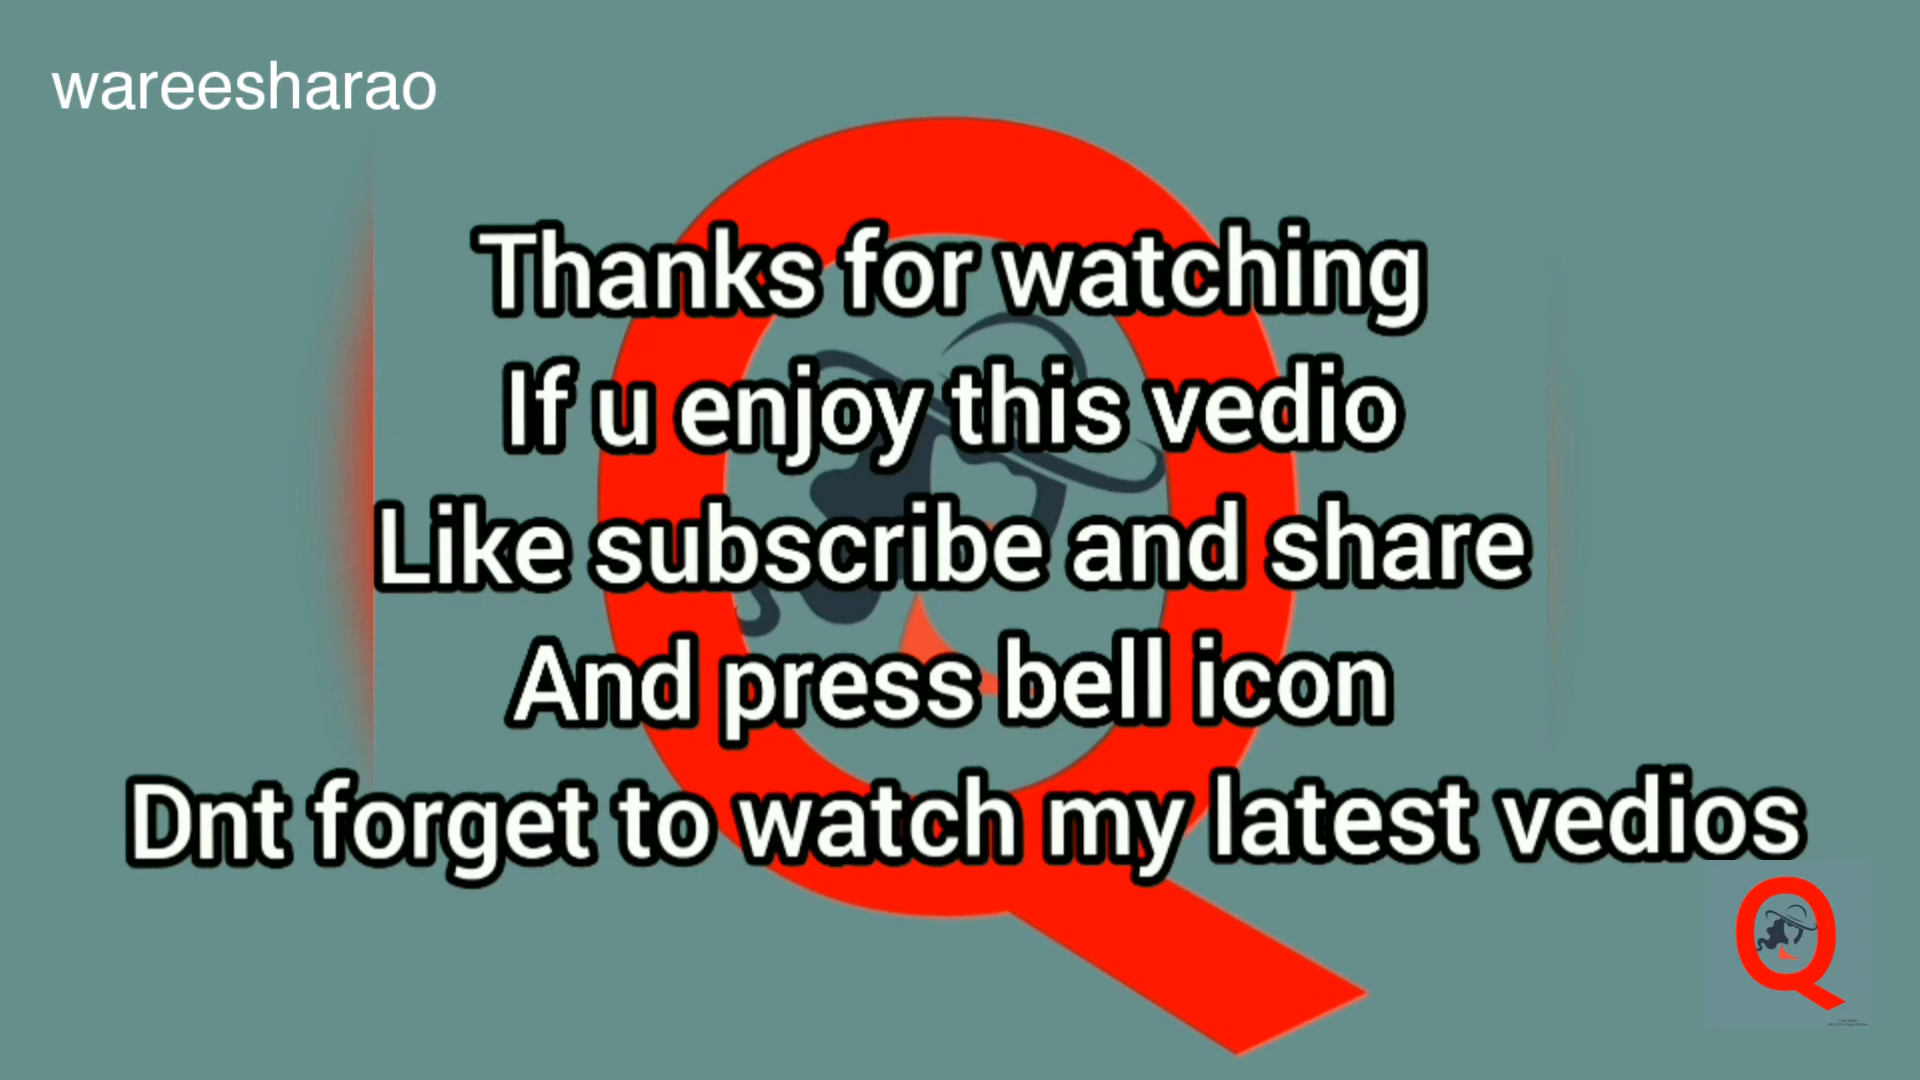 wareesharao
Thanks for watching
If u enjoy this vedio
Like subscribe and share
And press bell icon
Dnt forget to watch my latest vedios
Q